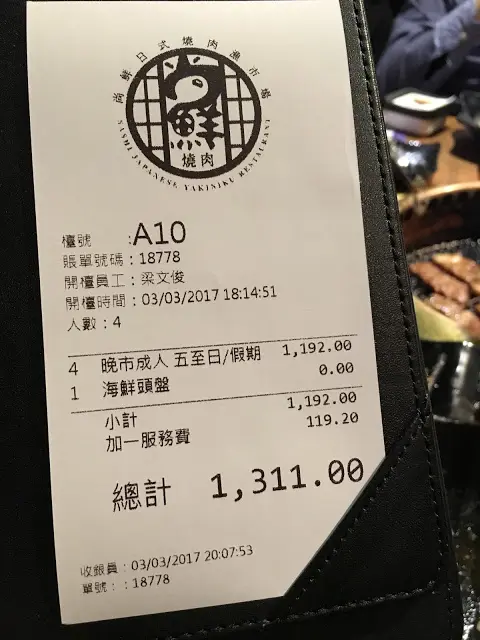 尚鮮日式燒肉漁市場
尚
鮮
燒肉
SANMI JAPANESE YAKINIKU RESTAURANT
檯號 :A10
賬單號碼：18778
開檯員工：梁文俊
開檯時間：03/03/2017 18:14:51
人數：4
4 晚市成人 五至日/假期 1,192.00
1 海鮮頭盤 0.00
小計 1,192.00
加一服務費 119.20
總計 1,311.00
收銀員：03/03/2017 20:07:53
單號：:18778